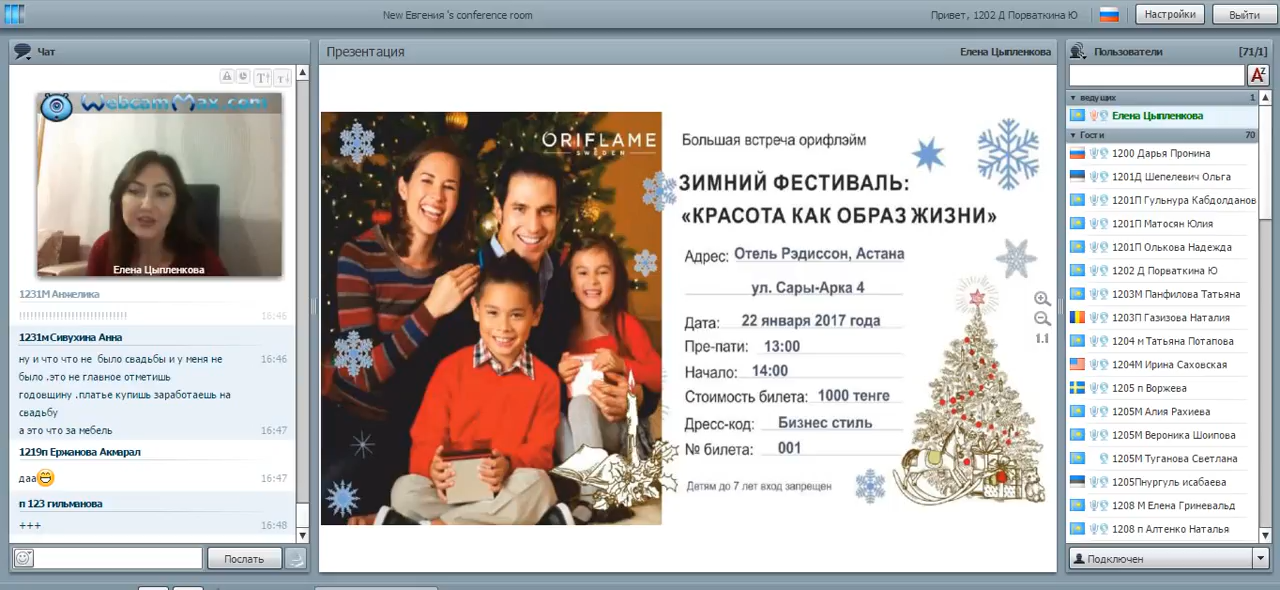 New Евгения 's conference room
Привет, 1202 Д Порваткина Ю
Настройки
Выйти
Чат
WebcamMax.com
Елена Цыпленкова
1231М Анжелика
!!!!!!!!!!!!!!!!!!!!!!!!!!! 16:46
1231м Сивухина Анна
ну и что что не было свадьбы и у меня не 16:46
было .это не главное отметишь
годовщину .платье купишь заработаешь на
свадьбу
а это что за мебель 16:47
1219п Ержанова Акмарал
даа 16:47
п 123 гильманова
+++ 16:48
Послать
Презентация
Елена Цыпленкова
ORIFLAME
SWEDEN
Большая встреча орифлэйм
ЗИМНИЙ ФЕСТИВАЛЬ:
«КРАСОТА КАК ОБРАЗ ЖИЗНИ»
Адрес: Отель Рэдиссон, Астана
ул. Сары-Арка 4
Дата: 22 января 2017 года
Пре-пати: 13:00
Начало: 14:00
Стоимость билета: 1000 тенге
Дресс-код: Бизнес стиль
№ билета: 001
Детям до 7 лет вход запрещен
1:1
Пользователи [71/1]
ведущих 1
Елена Цыпленкова
Гости 70
1200 Дарья Пронина
1201Д Шепелевич Ольга
1201П Гульнура Кабдолданов
1201П Матосян Юлия
1201П Олькова Надежда
1202 Д Порваткина Ю
1203М Панфилова Татьяна
1203П Газизова Наталия
1204 м Татьяна Потапова
1204М Ирина Саховская
1205 п Воржева
1205М Алия Рахиева
1205М Вероника Шоипова
1205М Туганова Светлана
1205Пнургуль исабаева
1208 М Елена Гриневальд
1208 п Алтенко Наталья
Подключен